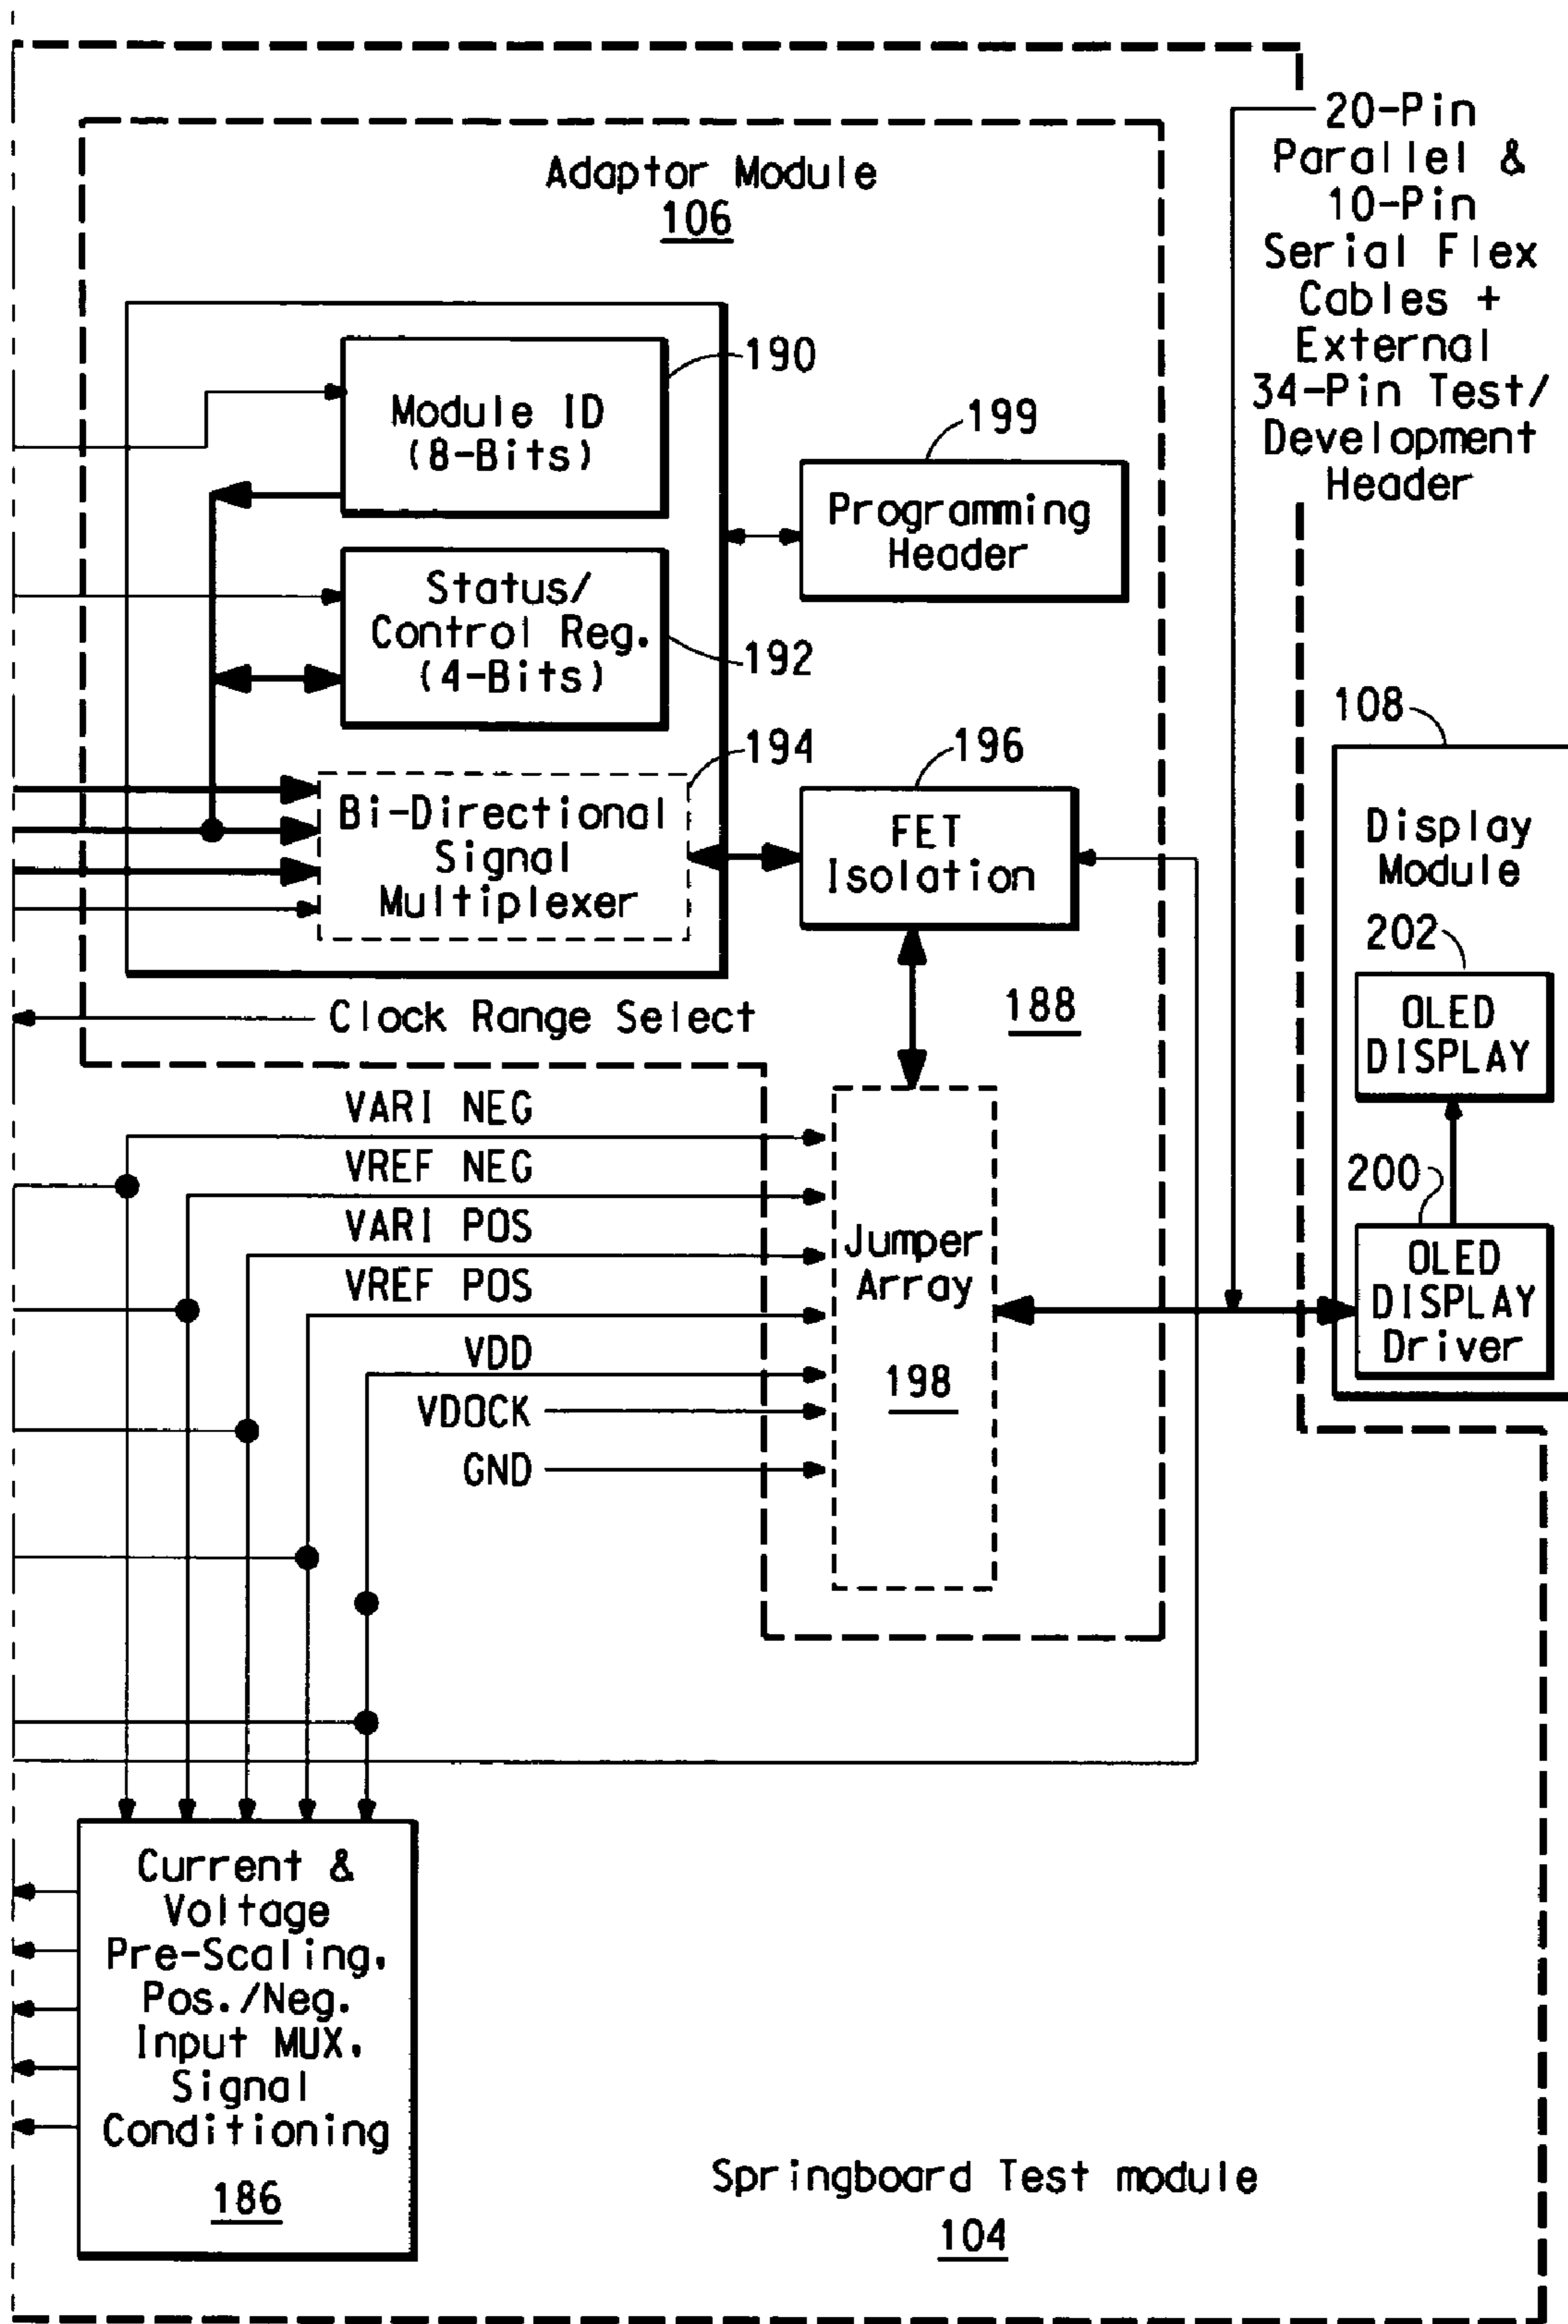 20-Pin
Parallel &
10-Pin
Serial Flex
Cables +
External
34-Pin Test/
Development
Header
Adaptor Module
106
190
Module ID
(8-Bits)
199
Programming
Header
Status/
Control Reg.
(4-Bits)
192
194
Bi-Directional
Signal
Multiplexer
196
FET
Isolation
188
Clock Range Select
108
Display
Module
202
OLED
DISPLAY
200
OLED
DISPLAY
Driver
VARI NEG
VREF NEG
VARI POS
VREF POS
VDD
VDOCK
GND
Jumper
Array
198
Current &
Voltage
Pre-Scaling,
Pos./Neg.
Input MUX,
Signal
Conditioning
186
Springboard Test module
104